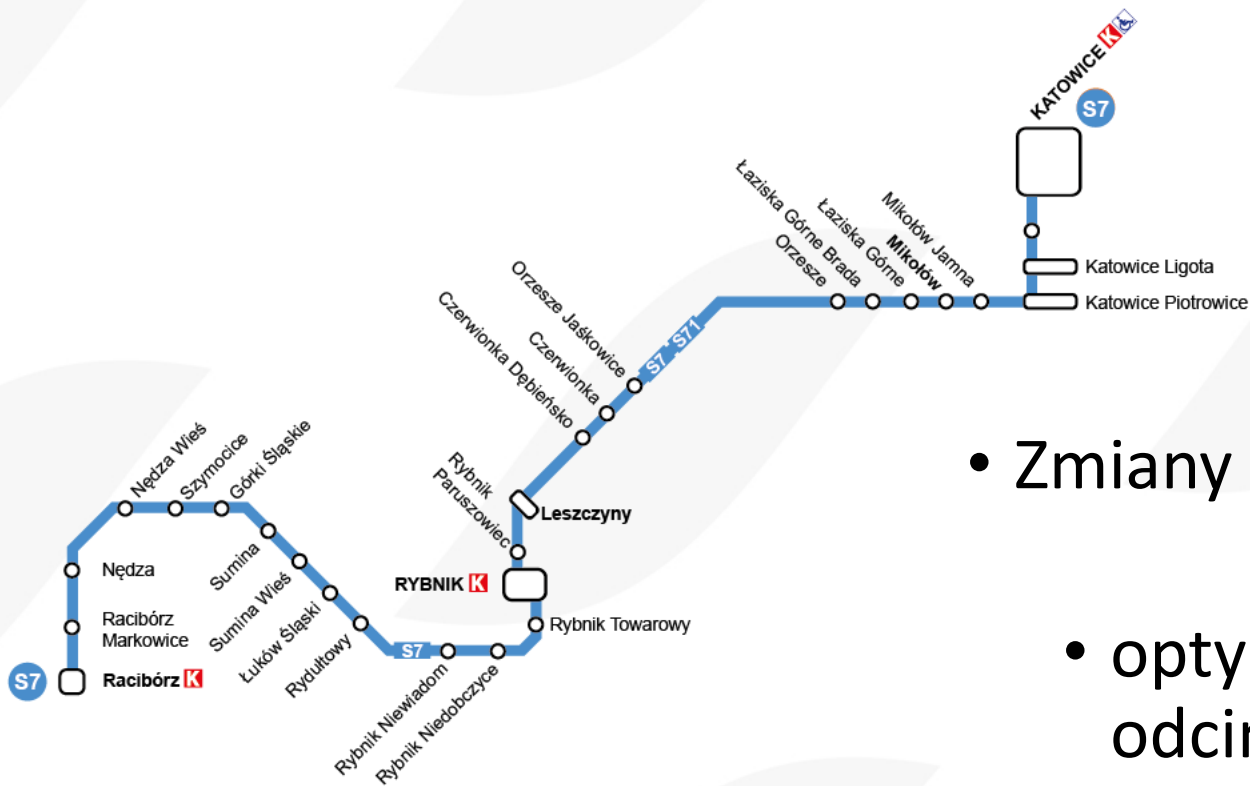 KATOWICE K
S7
Katowice Ligota
Katowice Piotrowice
Mikołów Jamna
Mikołów
Łaziska Górne
Łaziska Górne Brada
Orzesze
S7 S71
Orzesze Jaśkowice
Czerwionka
Czerwionka Dębieńsko
Leszczyny
Rybnik
Paruszowiec
RYBNIK K
Rybnik Towarowy
Rybnik Niedobczyce
Rybnik Niewiadom
S7
Rydułtowy
Łuków Śląski
Sumina Wieś
Sumina
Górki Śląskie
Szymocice
Nędza Wieś
Nędza
Racibórz
Markowice
S7
Racibórz K
• Zmiany
• opty
odcin